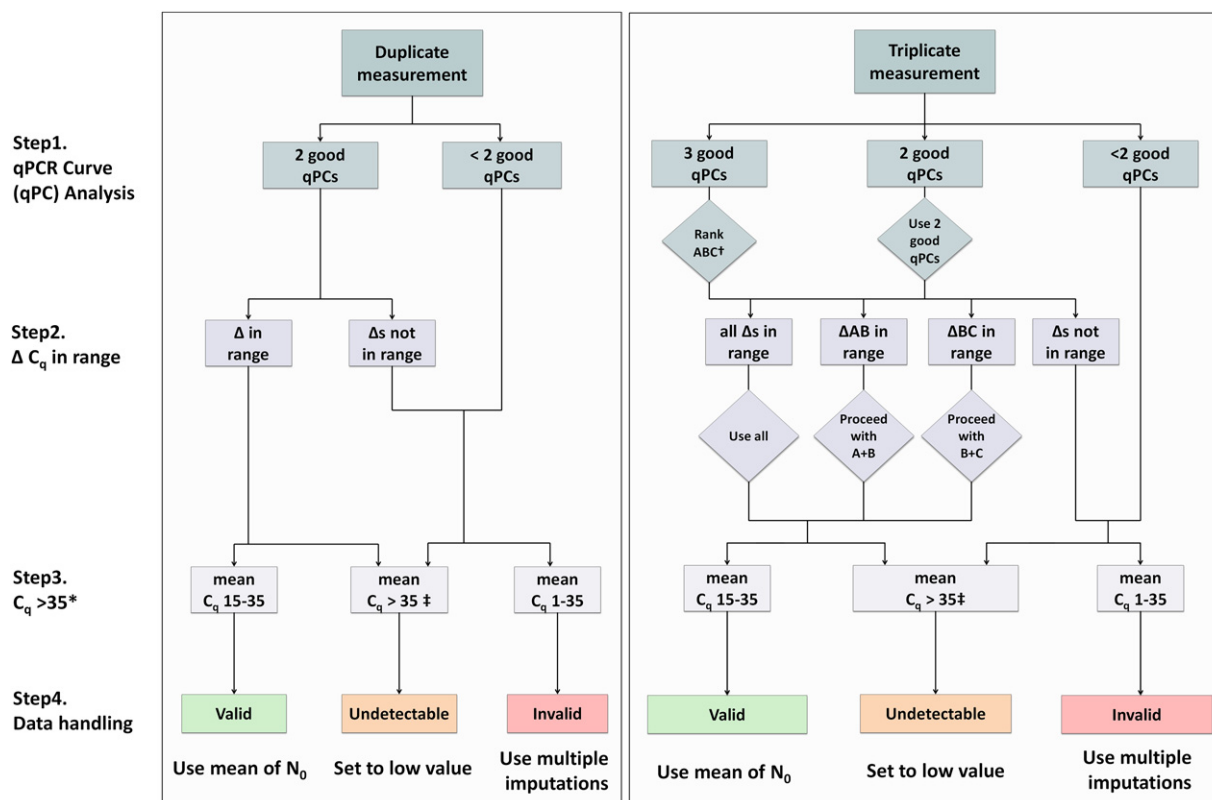 Duplicate
measurement
Triplicate
measurement
Step1.
qPCR Curve
(qPC) Analysis
2 good
qPCs
< 2 good
qPCs
3 good
qPCs
2 good
qPCs
<2 good
qPCs
Rank
ABC†
Use 2
good
qPCs
Step2.
Δ Cq in range
Δ in
range
Δs not
in range
all Δs in
range
ΔAB in
range
ΔBC in
range
Δs not
in range
Use all
Proceed
with
A+B
Proceed
with
B+C
Step3.
Cq >35*
mean
Cq 15-35
mean
Cq > 35 ‡
mean
Cq 1-35
mean
Cq 15-35
mean
Cq > 35‡
mean
Cq 1-35
Step4.
Data handling
Valid
Undetectable
Invalid
Valid
Undetectable
Invalid
Use mean of N0
Set to low value
Use multiple
imputations
Use mean of N0
Set to low value
Use multiple
imputations